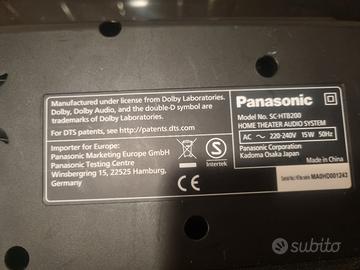 Manufactured under license from Dolby Laboratories.
Dolby, Dolby Audio, and the double-D symbol are
trademarks of Dolby Laboratories.
For DTS patents, see http://patents.dts.com
Importer for Europe:
Panasonic Marketing Europe GmbH
Panasonic Testing Centre
Winsbergring 15, 22525 Hamburg,
Germany
S
Intertek
CE
Panasonic
Model No. SC-HTB200
HOME THEATER AUDIO SYSTEM
AC ~ 220-240V 15W 50Hz
Panasonic Corporation
Kadoma Osaka Japan
Made in China
MA0HD001243
subito